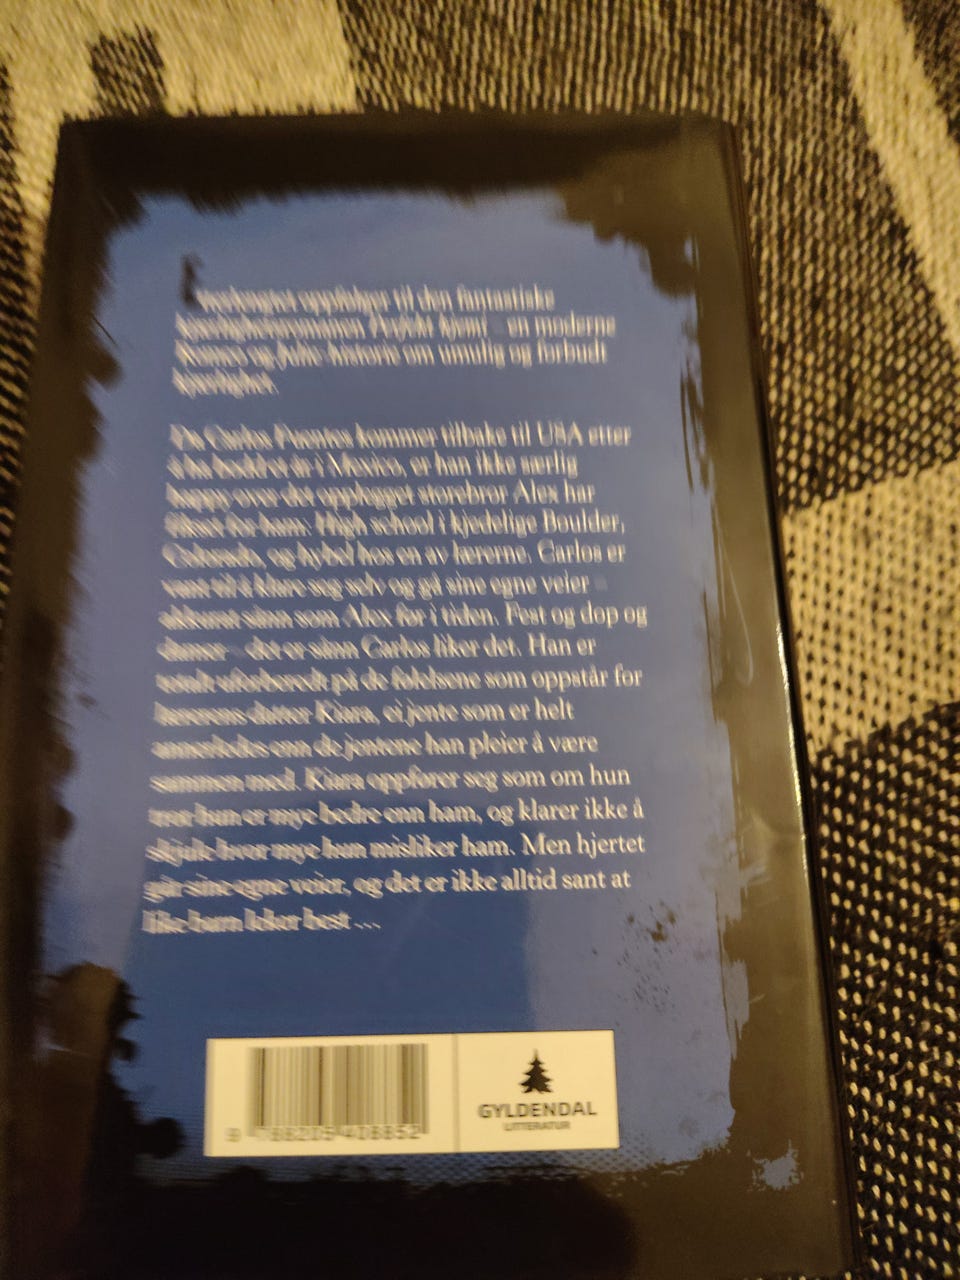 oppfølger til den fantastiske
kjærlighetsromanen Perfekt kjemi – en moderne
Romeo og Julie-historie om umulig og forbudt
kjærlighet.
Da Carlos Fuentes kommer tilbake til USA etter
å ha bodd et år i Mexico, er han ikke særlig
happy over det opplegget storebror Alex har
fikset for ham: High school i kjedelige Boulder,
Colorado, og hybel hos en av lærerne. Carlos er
vant til å klare seg selv og gå sine egne veier –
akkurat sånn som Alex før i tiden. Fest og dop og
damer – det er sånn Carlos liker det. Han er
totalt uforberedt på de følelsene som oppstår for
lærerens datter Kiara, ei jente som er helt
annerledes enn de jentene han pleier å være
sammen med. Kiara oppfører seg som om hun
tror hun er mye bedre enn ham, og klarer ikke å
skjule hvor mye hun misliker ham. Men hjertet
går sine egne veier, og det er ikke alltid sant at
like barn leker best ...
9 788205 408852
GYLDENDAL
LITTERATUR